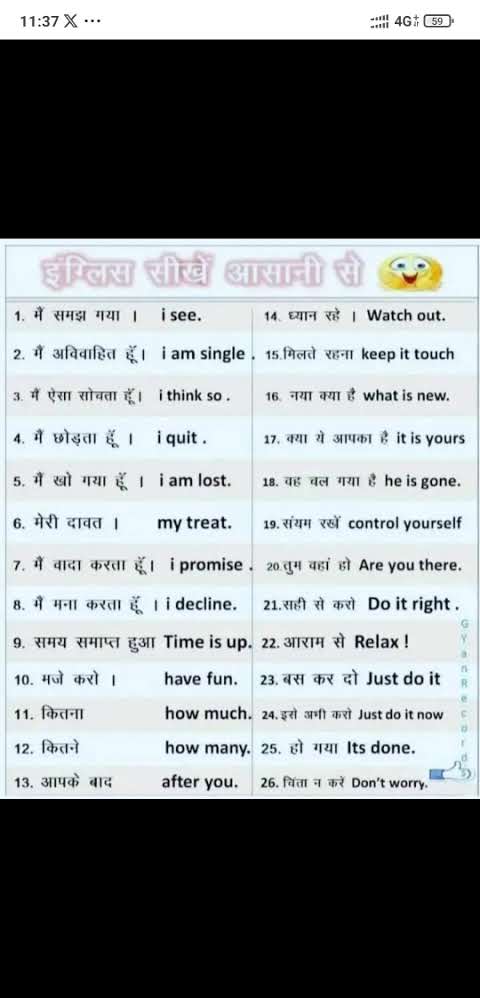 11:37 X ...
4G 59
इंग्लिस सीखें आसानी से
1. मैं समझ गया । i see.
2. मैं अविवाहित हूँ। i am single .
3. मैं ऐसा सोचता हूँ। i think so .
4. मैं छोड़ता हूँ । i quit .
5. मैं खो गया हूँ । i am lost.
6. मेरी दावत । my treat.
7. मैं वादा करता हूँ। i promise .
8. मैं मना करता हूँ । i decline.
9. समय समाप्त हुआ Time is up.
10. मजे करो । have fun.
11. कितना how much.
12. कितने how many.
13. आपके बाद after you.
14. ध्यान रहे । Watch out.
15.मिलते रहना keep it touch
16. नया क्या है what is new.
17. क्या ये आपका है it is yours
18. वह चल गया है he is gone.
19. संयम रखें control yourself
20.तुम वहां हो Are you there.
21.सही से करो Do it right .
22. आराम से Relax !
23. बस कर दो Just do it
24. इसे अभी करो Just do it now
25. हो गया Its done.
26. चिंता न करें Don't worry.
GYanRecords